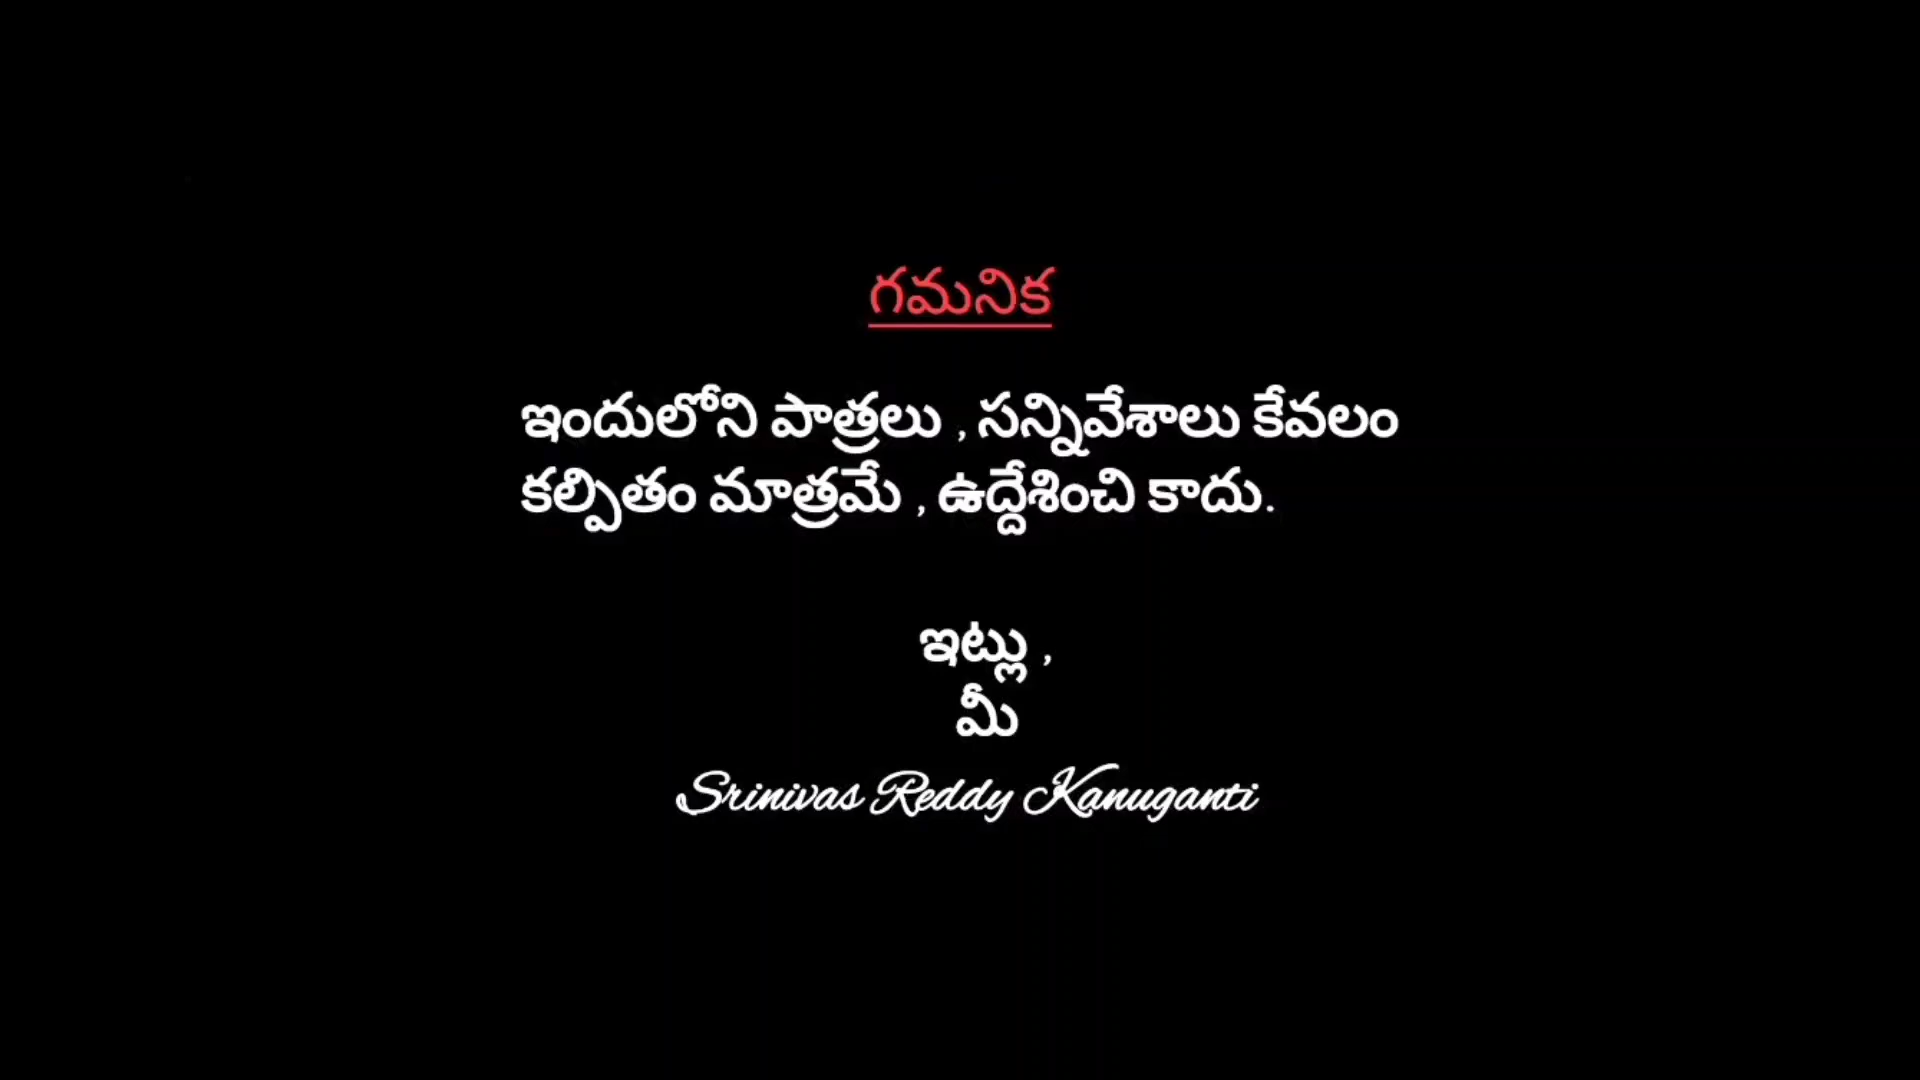 గమనిక
ఇందులోని పాత్రలు , సన్నివేశాలు కేవలం
కల్పితం మాత్రమే , ఉద్దేశించి కాదు.
ఇట్లు ,
మీ
Srinivas Reddy Kanuganti